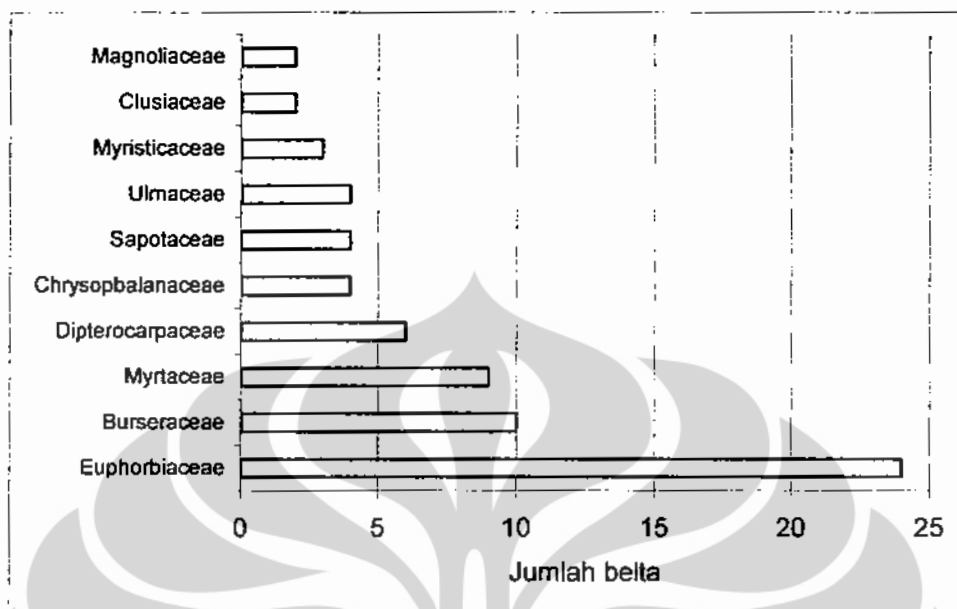 Magnoliaceae
Clusiaceae
Myristicaceae
Ulmaceae
Sapotaceae
Chrysopbalanaceae
Dipterocarpaceae
Myrtaceae
Burseraceae
Euphorbiaceae
0 5 10 15 20 25
Jumlah belta